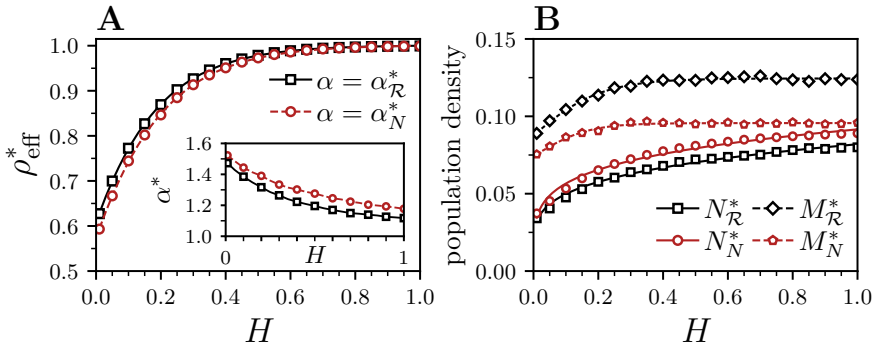 A
B
ρ*eff
1.0
0.9
0.8
0.7
0.6
0.5
α = α*ℛ
α = α*N
α*
1.6
1.4
1.2
1.0
0
H
1
0.0 0.2 0.4 0.6 0.8 1.0
H
population density
0.15
0.10
0.05
0.00
N*ℛ
M*ℛ
N*N
M*N
0.0 0.2 0.4 0.6 0.8 1.0
H